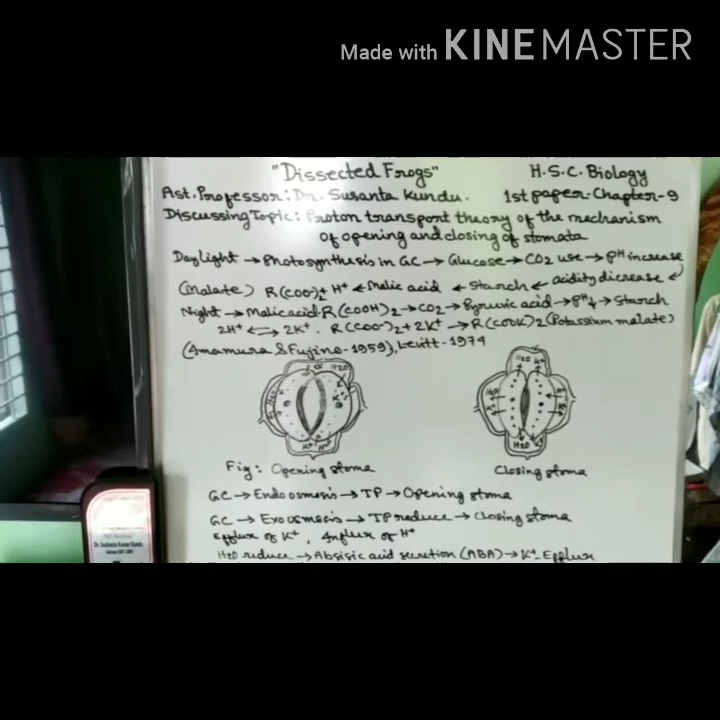 Made with KINEMASTER
"Dissected Frogs" H.S.C. Biology
Ast. Professor: Dr. Susanta Kundu. 1st paper-Chapter-9
Discussing Topic: Proton transport theory of the mechanism
of opening and closing of stomata
Day light → Photosynthesis in GC → Glucose → CO2 use → PH increase
(Malate) R(COO)2 + H+ ← Malic acid ← Starch ← acidity dicrease ↵
Night → Malic acid-R(COOH)2 → CO2 → Pyruvic acid → PH↓ → Starch
2H+ ↔ 2K+. R(COO-)2 + 2K+ → R(COOK)2 (Potassium malate)
(Imamura & Fujino-1959), Levitt-1974
Fig: Opening stoma Closing stoma
GC → Endo osmosis → TP → Opening stoma
GC → Exo osmosis → TP reduce → Closing stoma
Efflux of K+, Influx of H+
H2O reduce → Absisic acid secretion (ABA) → K+ Efflux